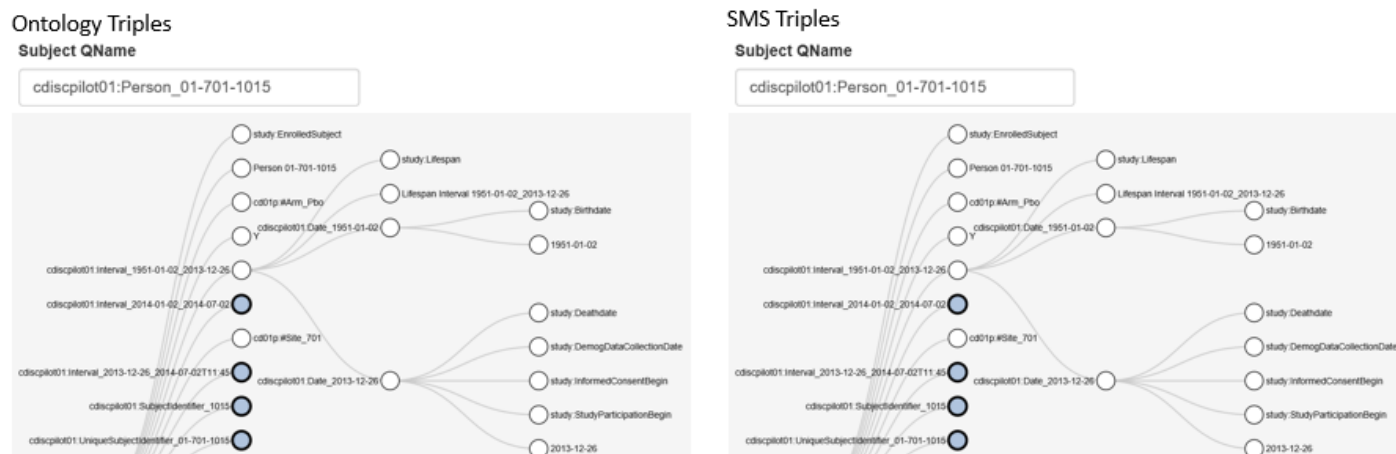 Ontology Triples
Subject QName
cdiscpilot01:Person_01-701-1015
study:EnrolledSubject
study:Lifespan
Person 01-701-1015
Lifespan Interval 1951-01-02_2013-12-26
cd01p:#Arm_Pbo
study:Birthdate
Y
cdiscpilot01:Date_1951-01-02
1951-01-02
cdiscpilot01:Interval_1951-01-02_2013-12-26
cdiscpilot01:Interval_2014-01-02_2014-07-02
study:Deathdate
cd01p:#Site_701
study:DemogDataCollectionDate
cdiscpilot01:Interval_2013-12-26_2014-07-02T11:45
cdiscpilot01:Date_2013-12-26
study:InformedConsentBegin
cdiscpilot01:SubjectIdentifier_1015
study:StudyParticipationBegin
cdiscpilot01:UniqueSubjectIdentifier_01-701-1015
2013-12-26
SMS Triples
Subject QName
cdiscpilot01:Person_01-701-1015
study:EnrolledSubject
study:Lifespan
Person 01-701-1015
Lifespan Interval 1951-01-02_2013-12-26
cd01p:#Arm_Pbo
study:Birthdate
Y
cdiscpilot01:Date_1951-01-02
1951-01-02
cdiscpilot01:Interval_1951-01-02_2013-12-26
cdiscpilot01:Interval_2014-01-02_2014-07-02
study:Deathdate
cd01p:#Site_701
study:DemogDataCollectionDate
cdiscpilot01:Interval_2013-12-26_2014-07-02T11:45
cdiscpilot01:Date_2013-12-26
study:InformedConsentBegin
cdiscpilot01:SubjectIdentifier_1015
study:StudyParticipationBegin
cdiscpilot01:UniqueSubjectIdentifier_01-701-1015
2013-12-26